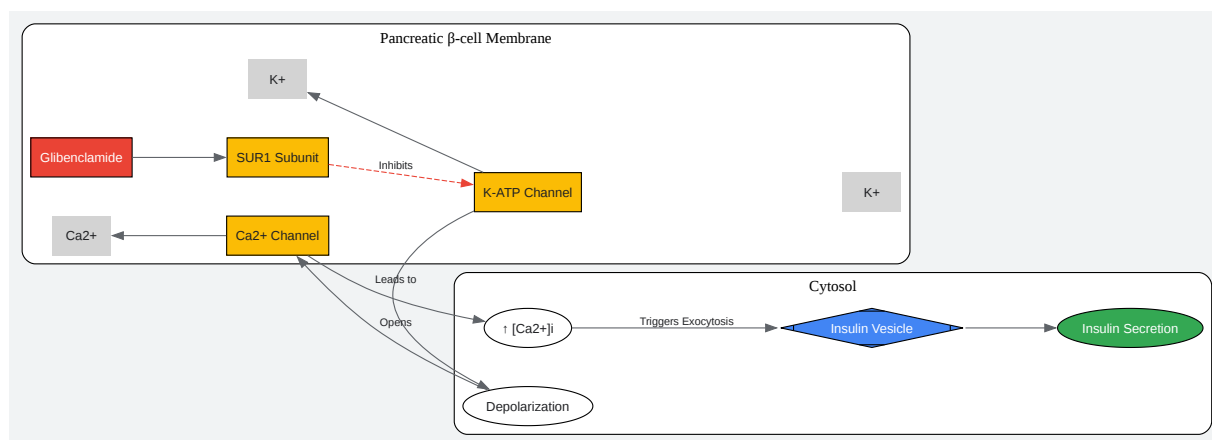 Pancreatic β-cell Membrane
K+
Glibenclamide
SUR1 Subunit
Inhibits
K-ATP Channel
K+
Ca2+
Ca2+ Channel
Leads to
Cytosol
Opens
↑ [Ca2+]i
Triggers Exocytosis
Insulin Vesicle
Insulin Secretion
Depolarization